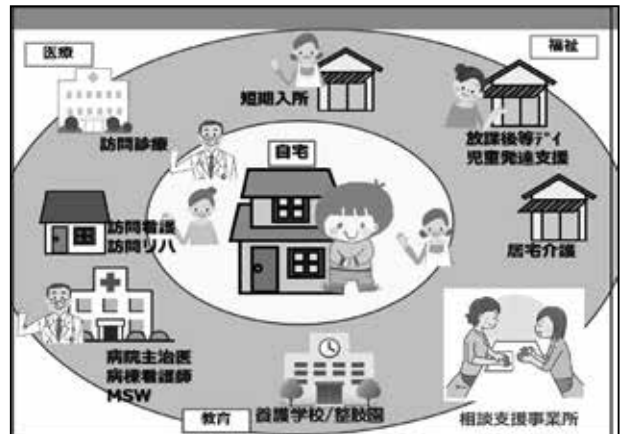 医療
福祉
短期入所
訪問診療
放課後等ﾃﾞｲ
児童発達支援
自宅
訪問看護
訪問リハ
居宅介護
病院主治医
病棟看護師
MSW
教育
養護学校/整肢園
相談支援事業所